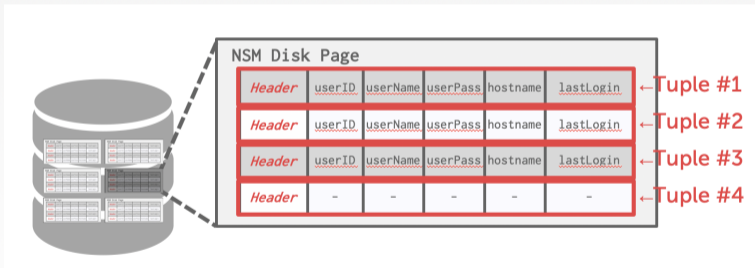 NSM Disk Page
Header userID userName userPass hostname lastLogin ←Tuple #1
Header userID userName userPass hostname lastLogin ←Tuple #2
Header userID userName userPass hostname lastLogin ←Tuple #3
Header - - - - - ←Tuple #4